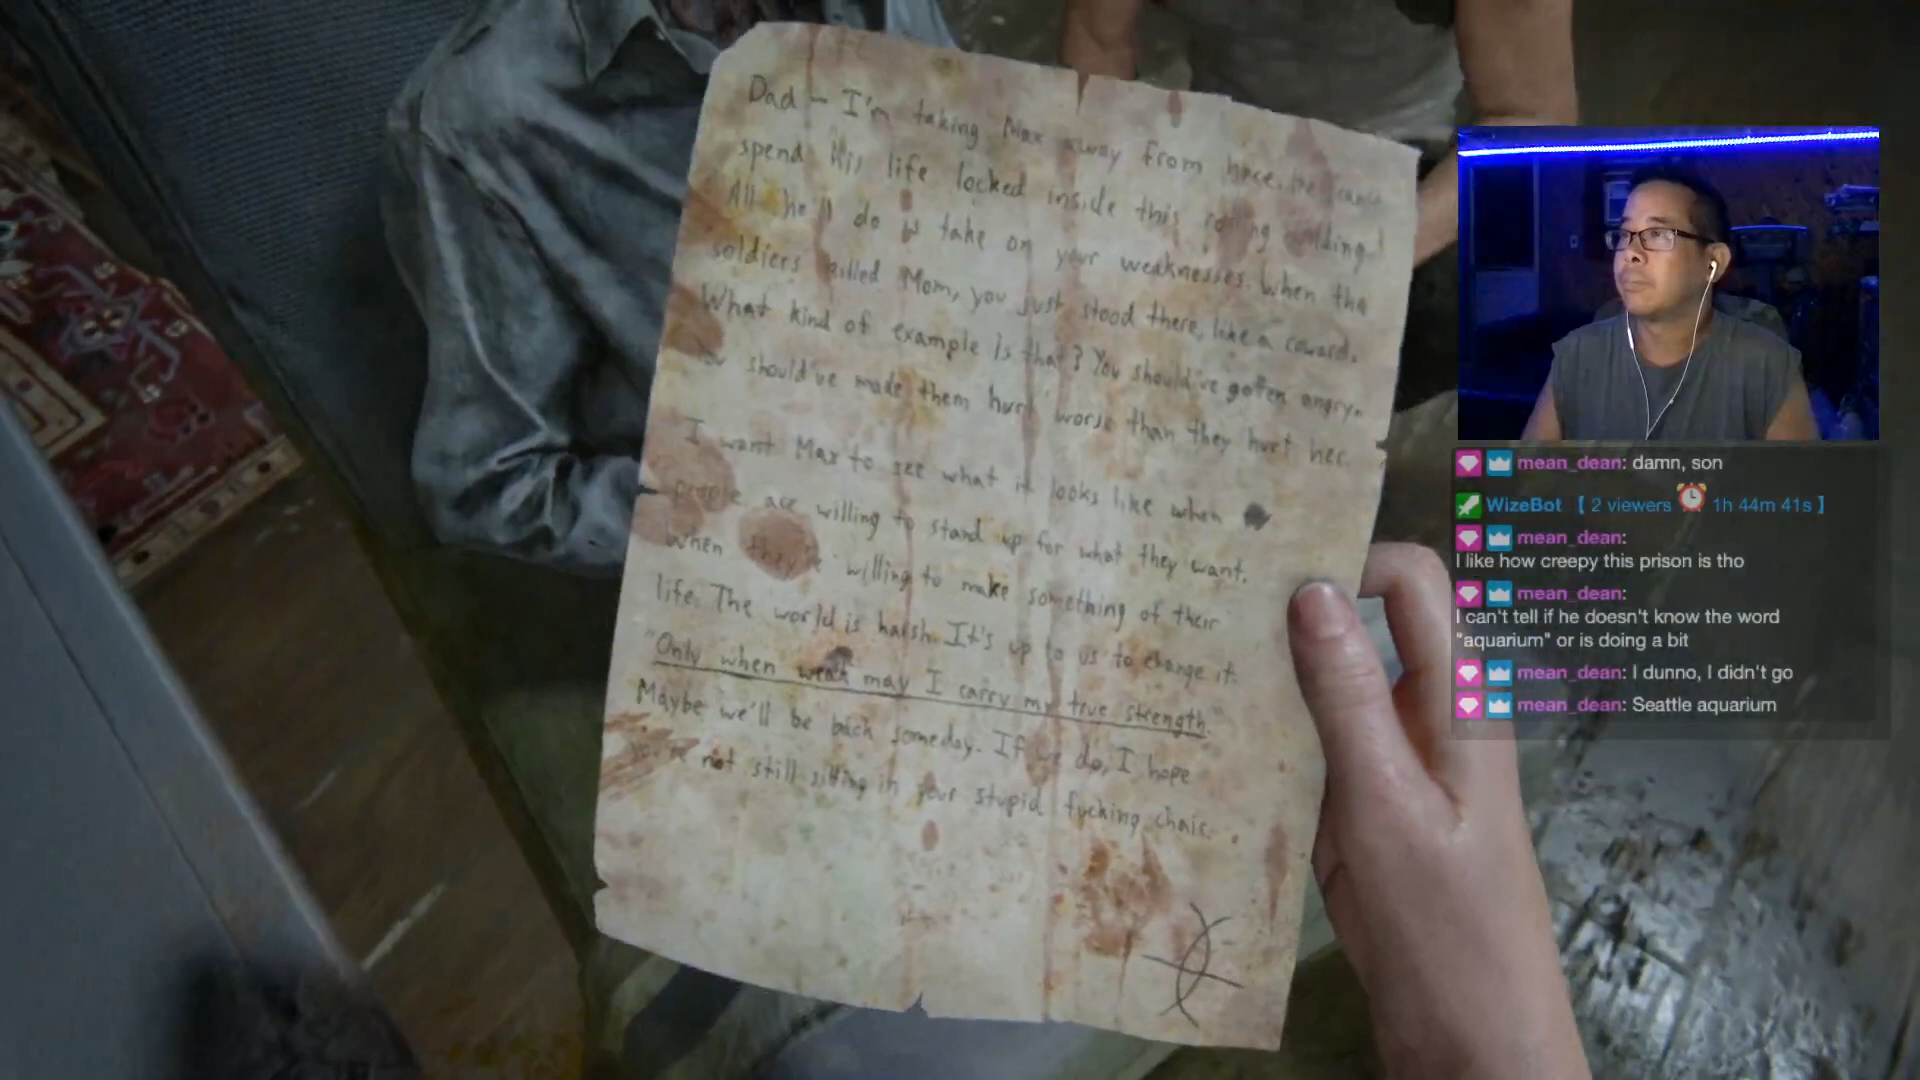 Dad - I'm taking Max away from here. He can't
spend his life locked inside this rotting building!
All he'll do is take on your weaknesses. When the
soldiers killed Mom, you just stood there, like a coward.
What kind of example is that? You should've gotten angry.
You should've made them hurt worse than they hurt her.
I want Max to see what it looks like when
people are willing to stand up for what they want.
When they're willing to make something of their
life. The world is harsh. It's up to us to change it.
"Only when weak may I carry my true strength."
Maybe we'll be back someday. If we do, I hope
you're not still sitting in your stupid fucking chair.
mean_dean: damn, son
WizeBot 【 2 viewers ⏰ 1h 44m 41s 】
mean_dean:
I like how creepy this prison is tho
mean_dean:
I can't tell if he doesn't know the word
"aquarium" or is doing a bit
mean_dean: I dunno, I didn't go
mean_dean: Seattle aquarium